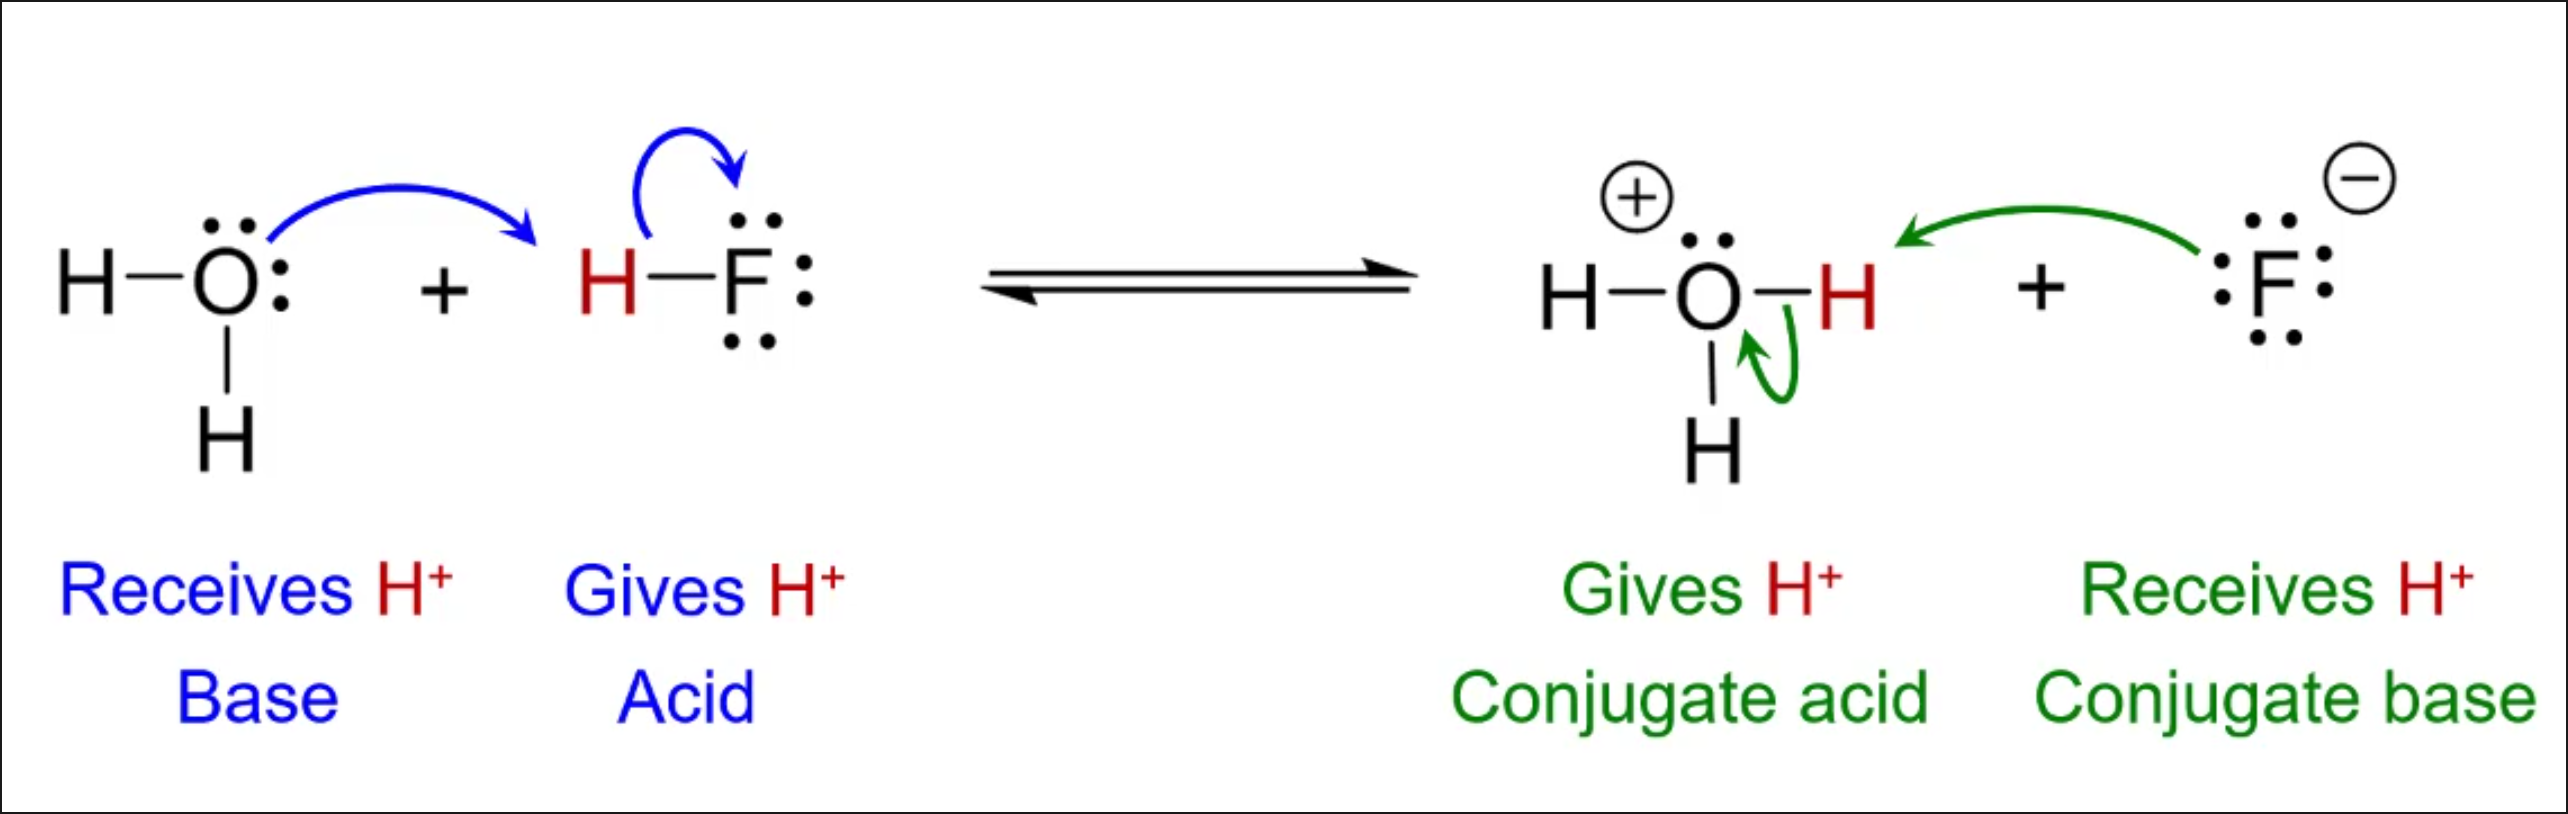 H–O + H–F ⇌ H–O–H + F
⊕ ⊖
H H
Receives H⁺ Gives H⁺ Gives H⁺ Receives H⁺
Base Acid Conjugate acid Conjugate base